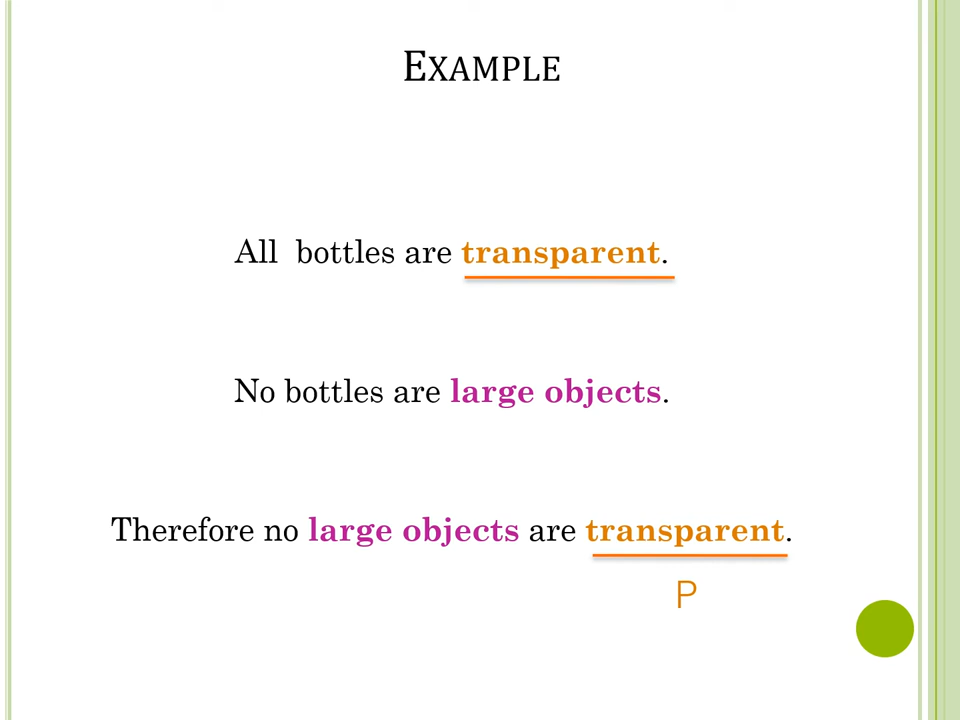 EXAMPLE
All bottles are transparent.
No bottles are large objects.
Therefore no large objects are transparent.
P